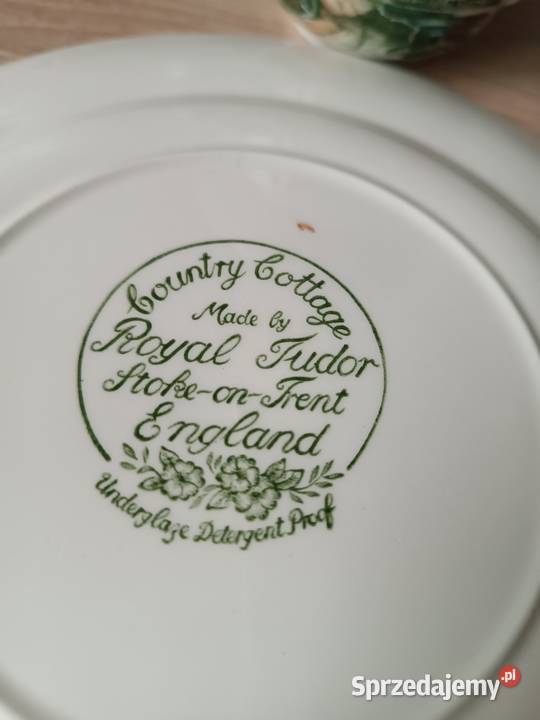 Country Cottage
Made by
Royal Tudor
Stoke-on-Trent
England
Underglaze Detergent Proof
Sprzedajemy.pl